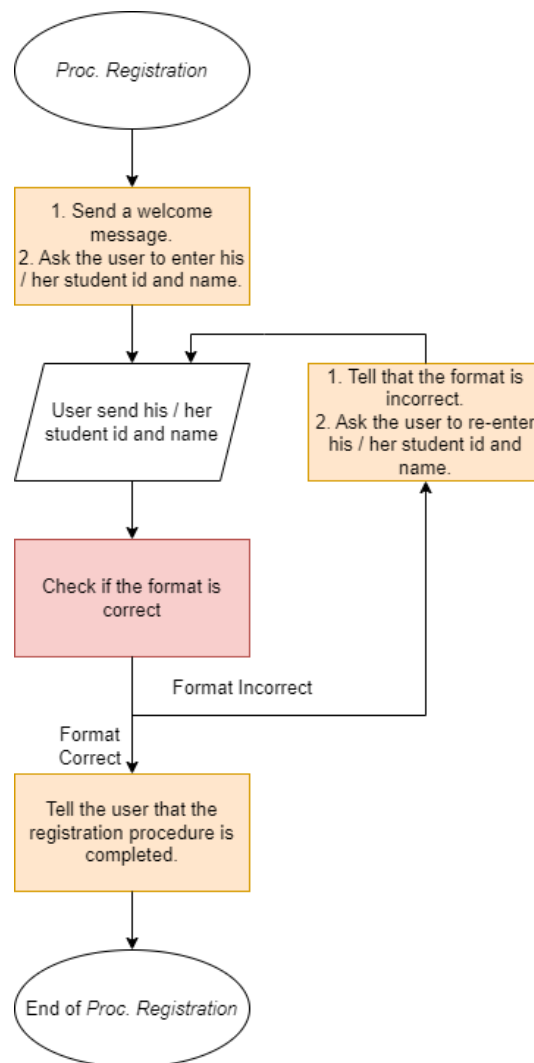 Proc. Registration
1. Send a welcome
message.
2. Ask the user to enter his
/ her student id and name.
User send his / her
student id and name
1. Tell that the format is
incorrect.
2. Ask the user to re-enter
his / her student id and
name.
Check if the format is
correct
Format Incorrect
Format
Correct
Tell the user that the
registration procedure is
completed.
End of Proc. Registration